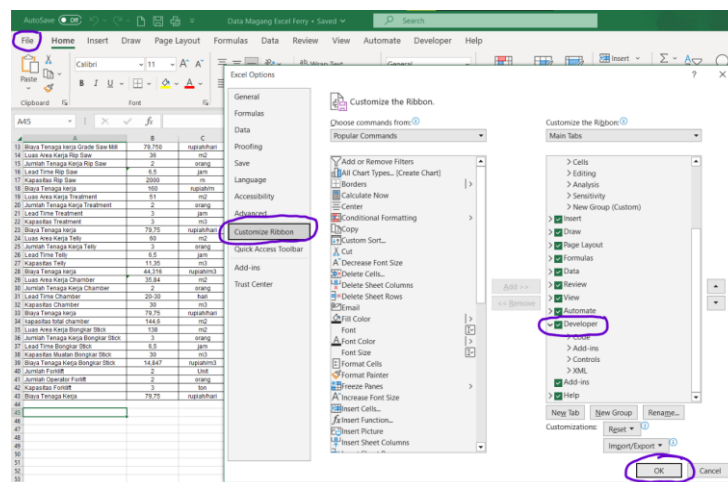 AutoSave Off Data Magang Excel Ferry • Saved Search
File Home Insert Draw Page Layout Formulas Data Review View Automate Developer Help
Paste Calibri 11 A A Insert
B I U A
Clipboard Font
A45 fx
A B C
13 Biaya Tenaga kerja Grade Saw Mill 79,750 rupiah/hari
14 Luas Area Kerja Rip Saw 36 m2
15 Jumlah Tenaga Kerja Rip Saw 2 orang
16 Lead Time Rip Saw 6,5 jam
17 Kapasitas Rip Saw 2000 m
18 Biaya Tenaga kerja 160 rupiah/m
19 Luas Area Kerja Treatment 51 m2
20 Jumlah Tenaga Kerja Treatment 2 orang
21 Lead Time Treatment 3 jam
22 Kapasitas Treatment 3 m3
23 Biaya Tenaga kerja 79,75 rupiah/hari
24 Luas Area Kerja Telly 60 m2
25 Jumlah Tenaga Kerja Telly 3 orang
26 Lead Time Telly 6,5 jam
27 Kapasitas Telly 11,35 m3
28 Biaya Tenaga kerja 44,316 rupiah/m3
29 Luas Area Kerja Chamber 35,84 m2
30 Jumlah Tenaga Kerja Chamber 2 orang
31 Lead Time Chamber 20-30 hari
32 Kapasitas Chamber 30 m3
33 Biaya Tenaga kerja 79,75 rupiah/hari
34 kapasitas total chamber 144,6 m3
35 Luas Area Kerja Bongkar Stick 138 m2
36 Jumlah Tenaga Kerja Bongkar Stick 3 orang
37 Lead Time Bongkar Stick 6,5 jam
38 Kapasitas Muatan Bongkar Stick 30 m3
39 Biaya Tenaga Kerja Bongkar Stick 14,847 rupiah/m3
40 Jumlah Forklift 2 Unit
41 Jumlah Operator Forklift 2 orang
42 Kapasitas Forklift 3 ton
43 Biaya Tenaga Kerja 79,75 rupiah/hari
44
45
46
47
48
49
50
51
52
53
Excel Options ? X
General
Formulas
Data
Proofing
Save
Language
Accessibility
Advanced
Customize Ribbon
Quick Access Toolbar
Add-ins
Trust Center
Customize the Ribbon.
Choose commands from:
Popular Commands
Add or Remove Filters
All Chart Types... [Create Chart]
Borders
Calculate Now
Center
Conditional Formatting
Copy
Custom Sort...
Cut
Decrease Font Size
Delete Cells...
Delete Sheet Columns
Delete Sheet Rows
Email
Fill Color
Font
Font Color
Font Size
Format Cells
Format Painter
Freeze Panes
Increase Font Size
Insert Cells...
Insert Function...
Insert Picture
Insert Sheet Columns
Add >>
<< Remove
Customize the Ribbon:
Main Tabs
Cells
Editing
Analysis
Sensitivity
New Group (Custom)
Insert
Draw
Page Layout
Formulas
Data
Review
View
Automate
Developer
Code
Add-ins
Controls
XML
Add-ins
Help
New Tab New Group Rename...
Customizations: Reset
Import/Export
OK Cancel